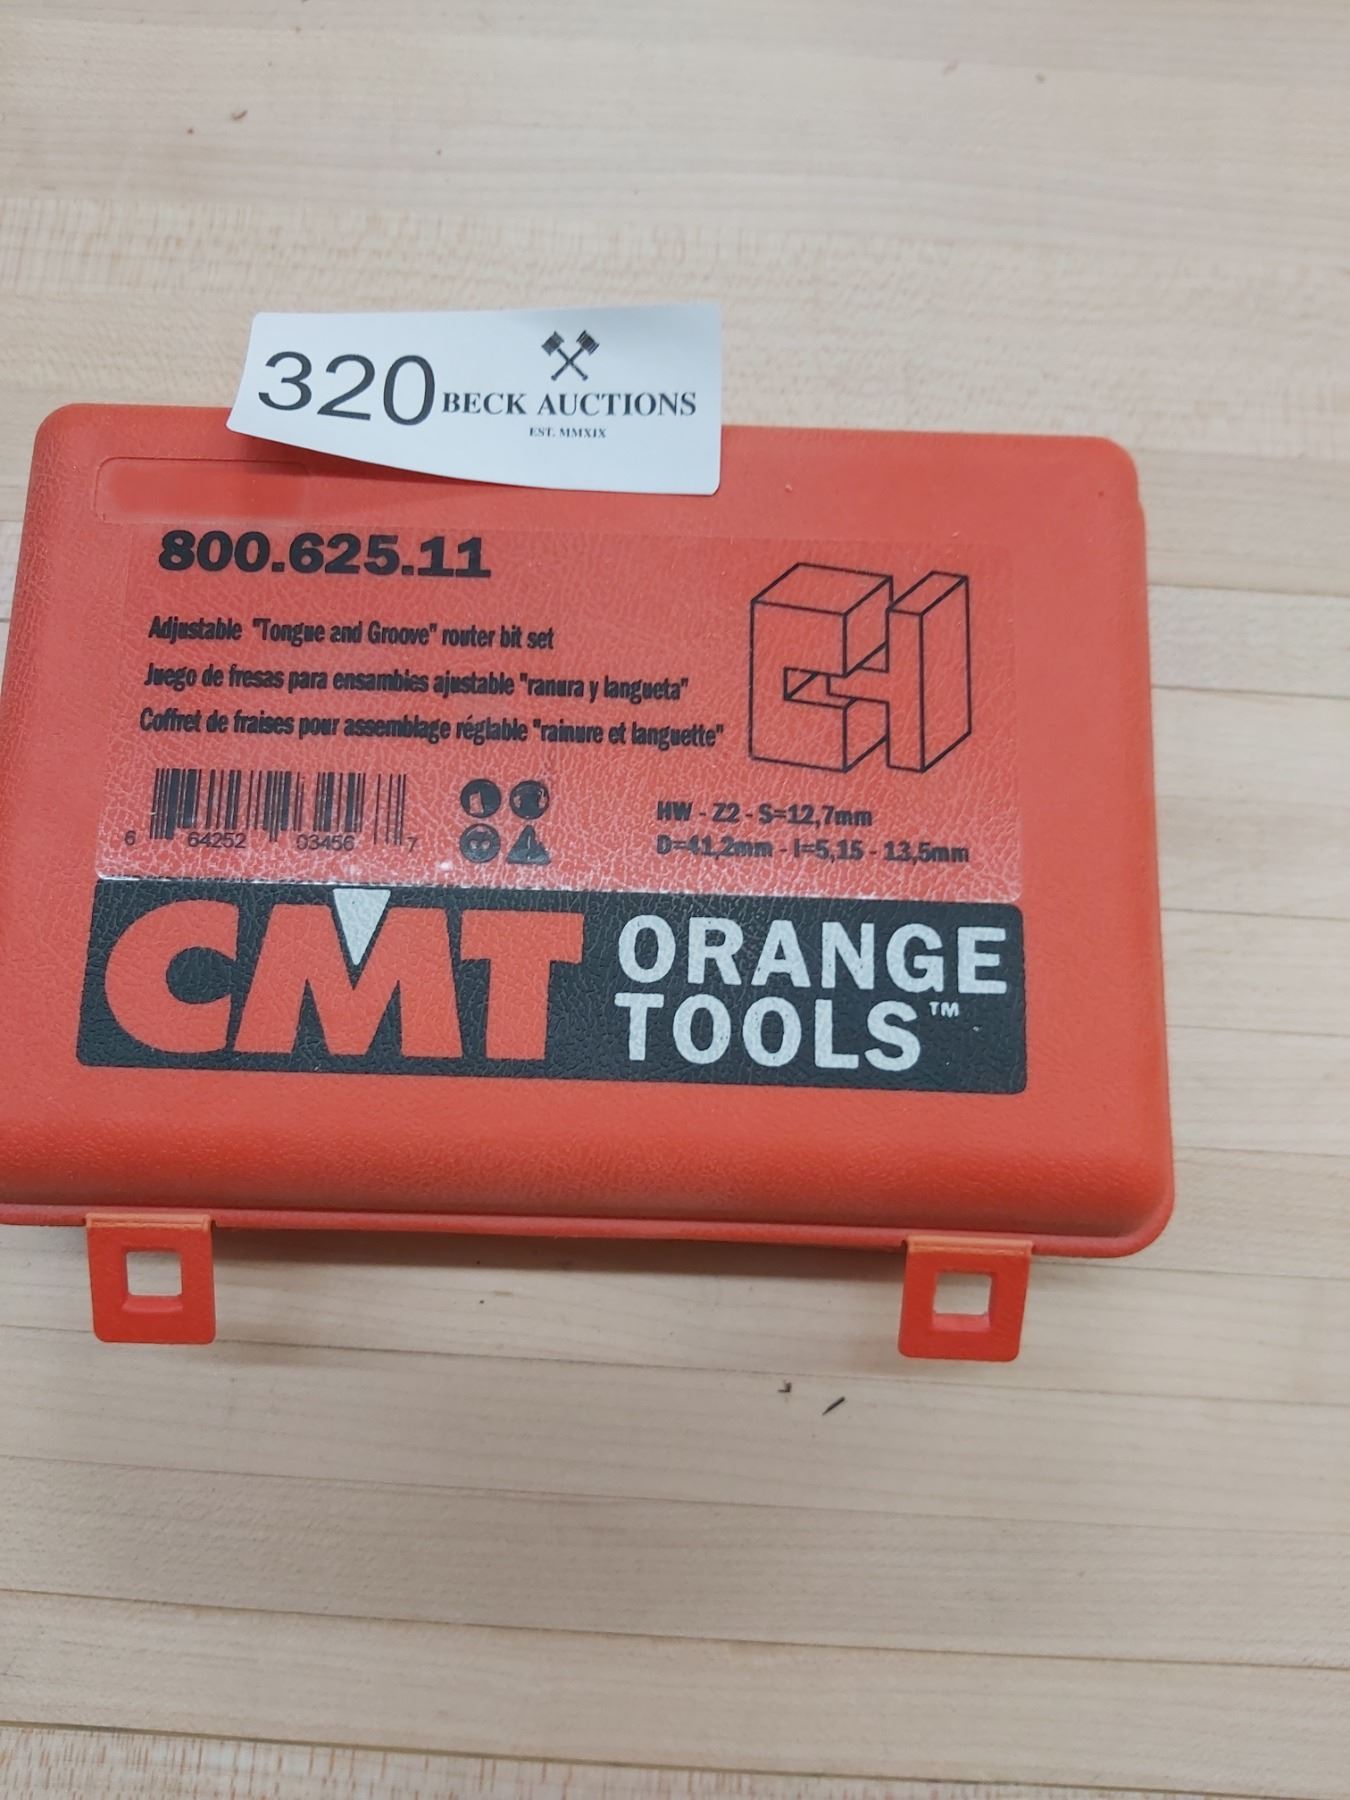 320
BECK AUCTIONS
EST. MMXIX
800.625.11
Adjustable "Tongue and Groove" router bit set
Juego de fresas para ensambles ajustable "ranura y langueta"
Coffret de fraises pour assemblage réglable "rainure et languette"
6 64252 03456 7
HW - Z2 - S=12,7mm
D=41,2mm - I=5,15 - 13,5mm
CMT ORANGE
TOOLS™